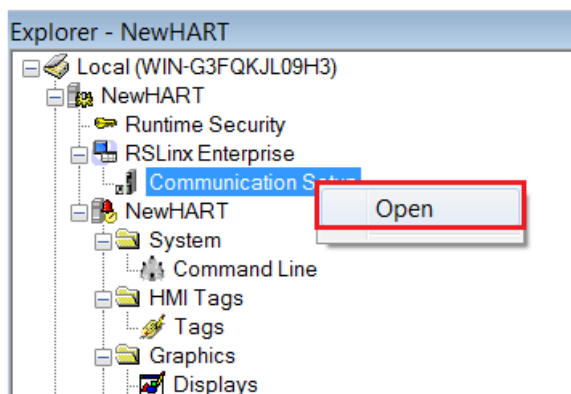 Explorer - NewHART
Local (WIN-G3FQKJL09H3)
NewHART
Runtime Security
RSLinx Enterprise
Communication Setup
Open
NewHART
System
Command Line
HMI Tags
Tags
Graphics
Displays